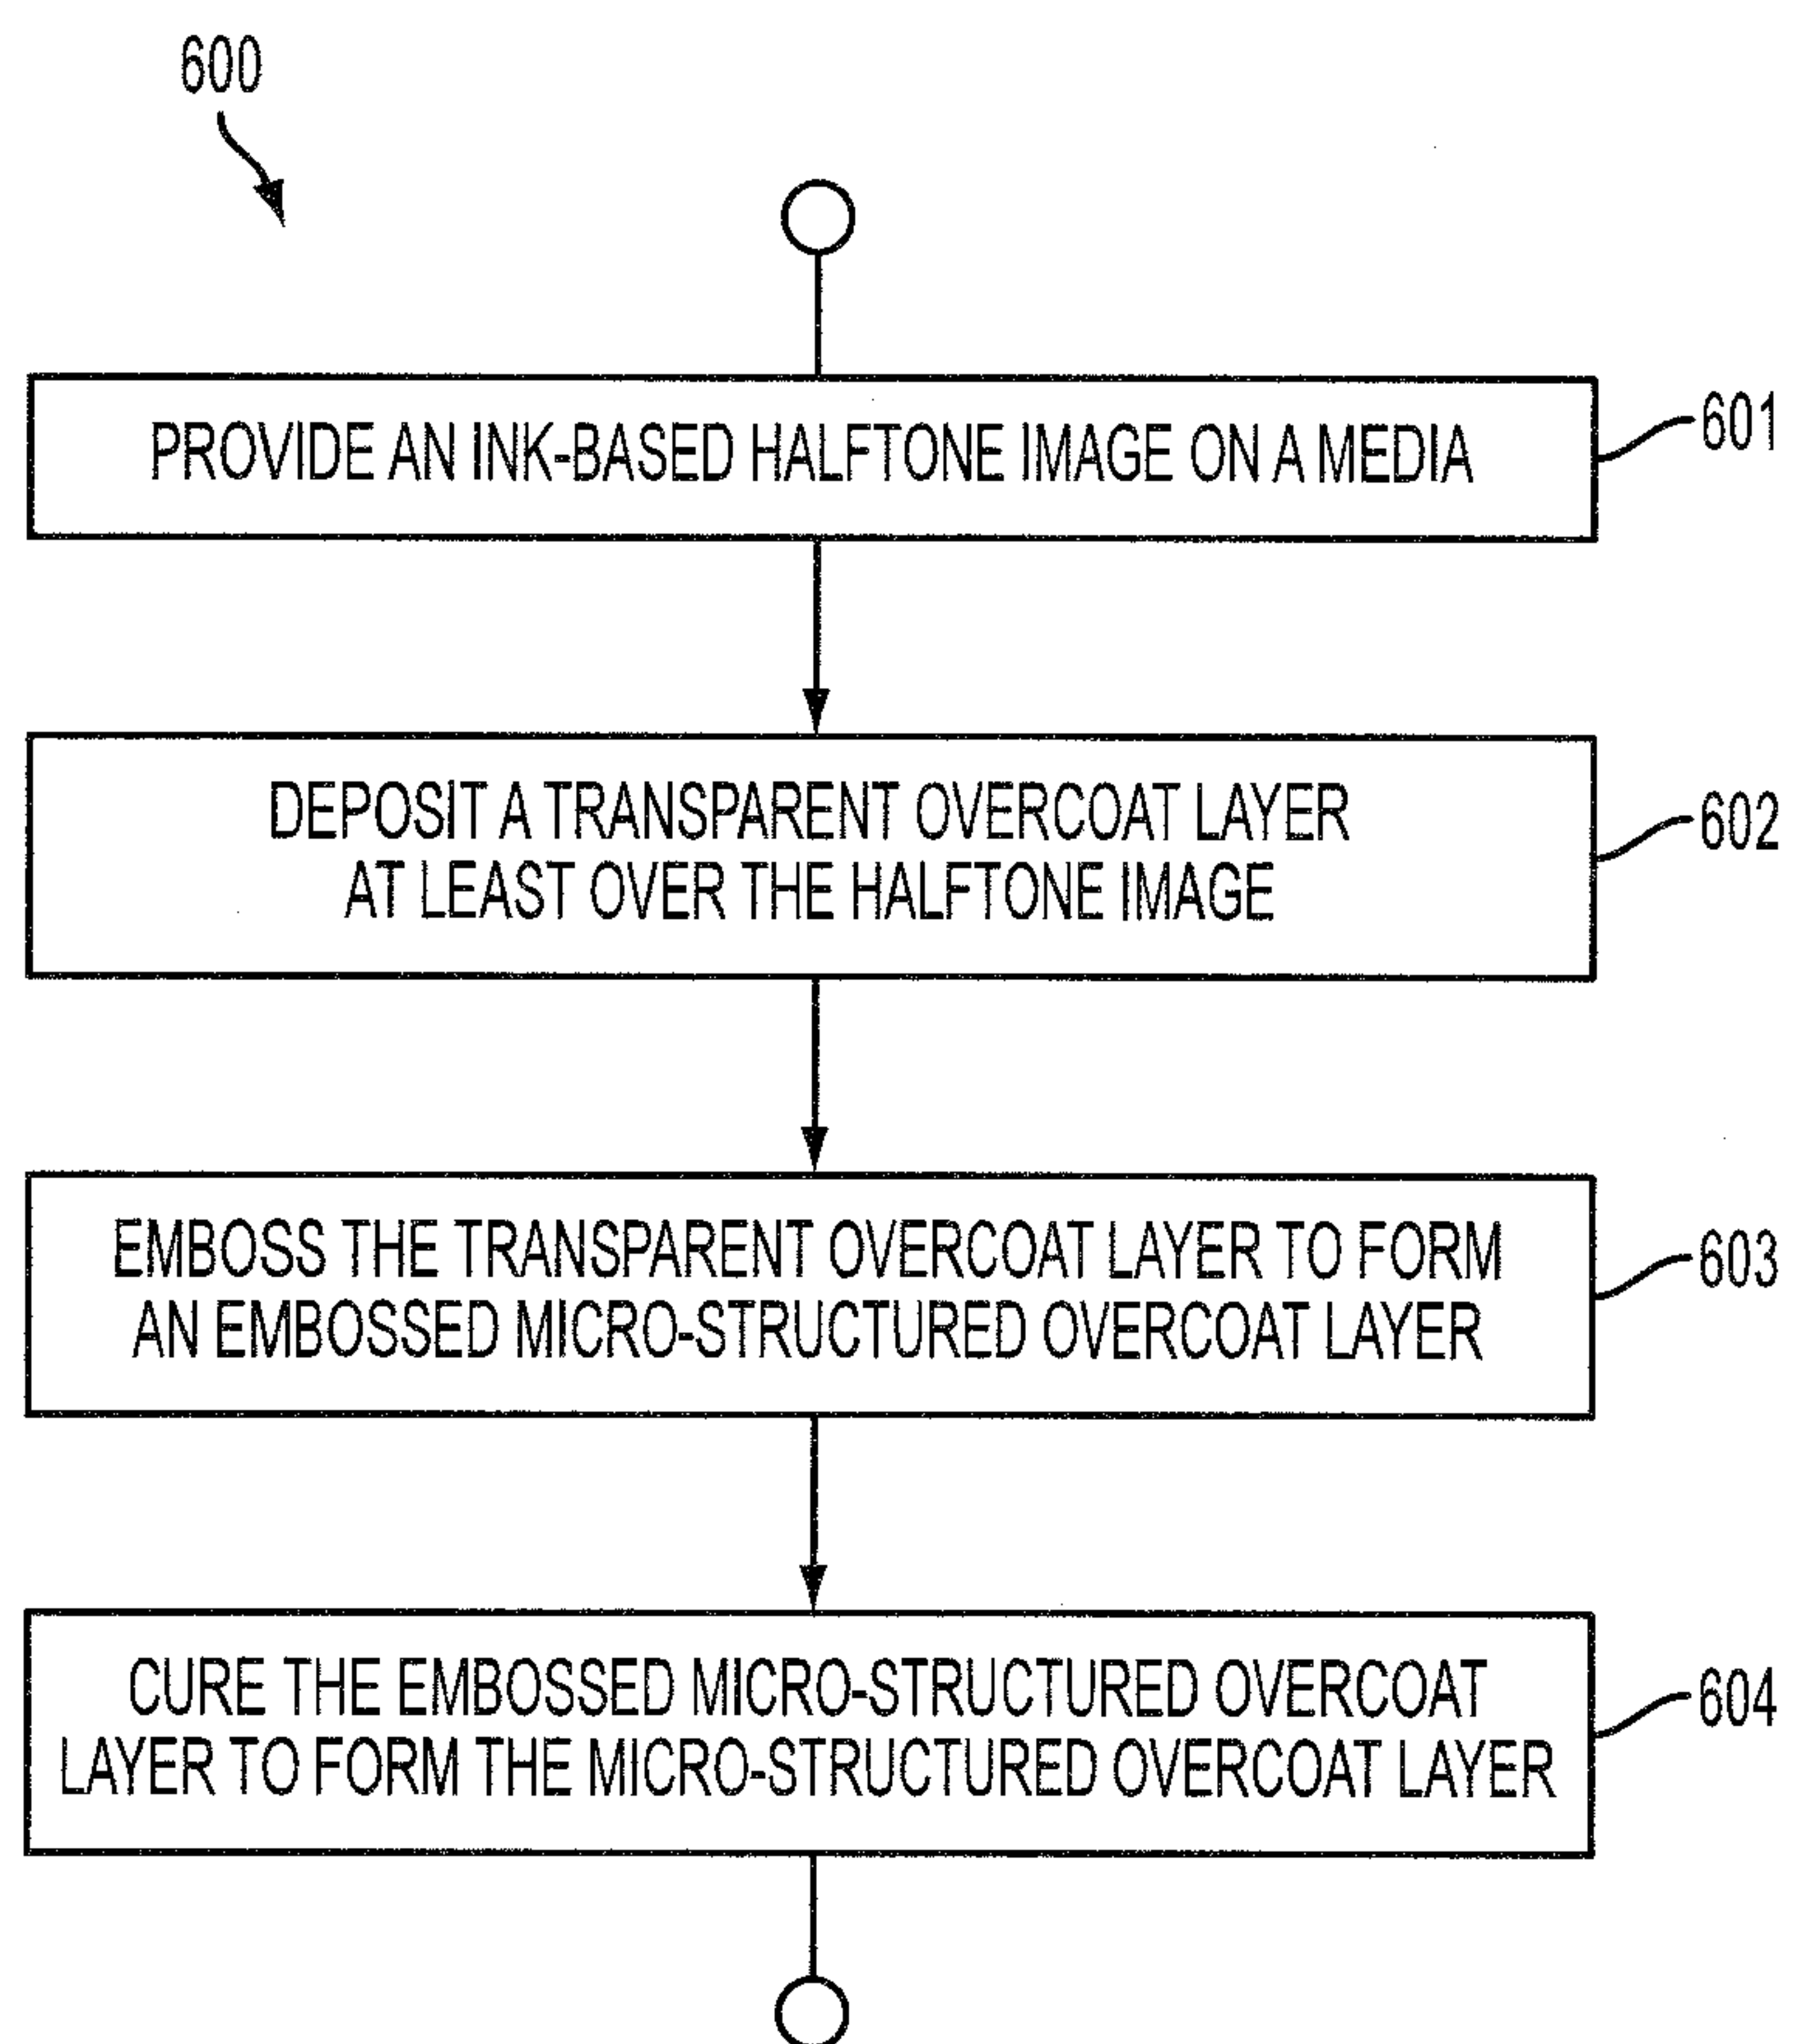 600
PROVIDE AN INK-BASED HALFTONE IMAGE ON A MEDIA
601
DEPOSIT A TRANSPARENT OVERCOAT LAYER
AT LEAST OVER THE HALFTONE IMAGE
602
EMBOSS THE TRANSPARENT OVERCOAT LAYER TO FORM
AN EMBOSSED MICRO-STRUCTURED OVERCOAT LAYER
603
CURE THE EMBOSSED MICRO-STRUCTURED OVERCOAT
LAYER TO FORM THE MICRO-STRUCTURED OVERCOAT LAYER
604